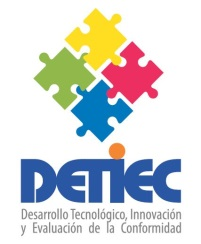 DETIEC
Desarrollo Tecnológico, Innovación
y Evaluación de la Conformidad